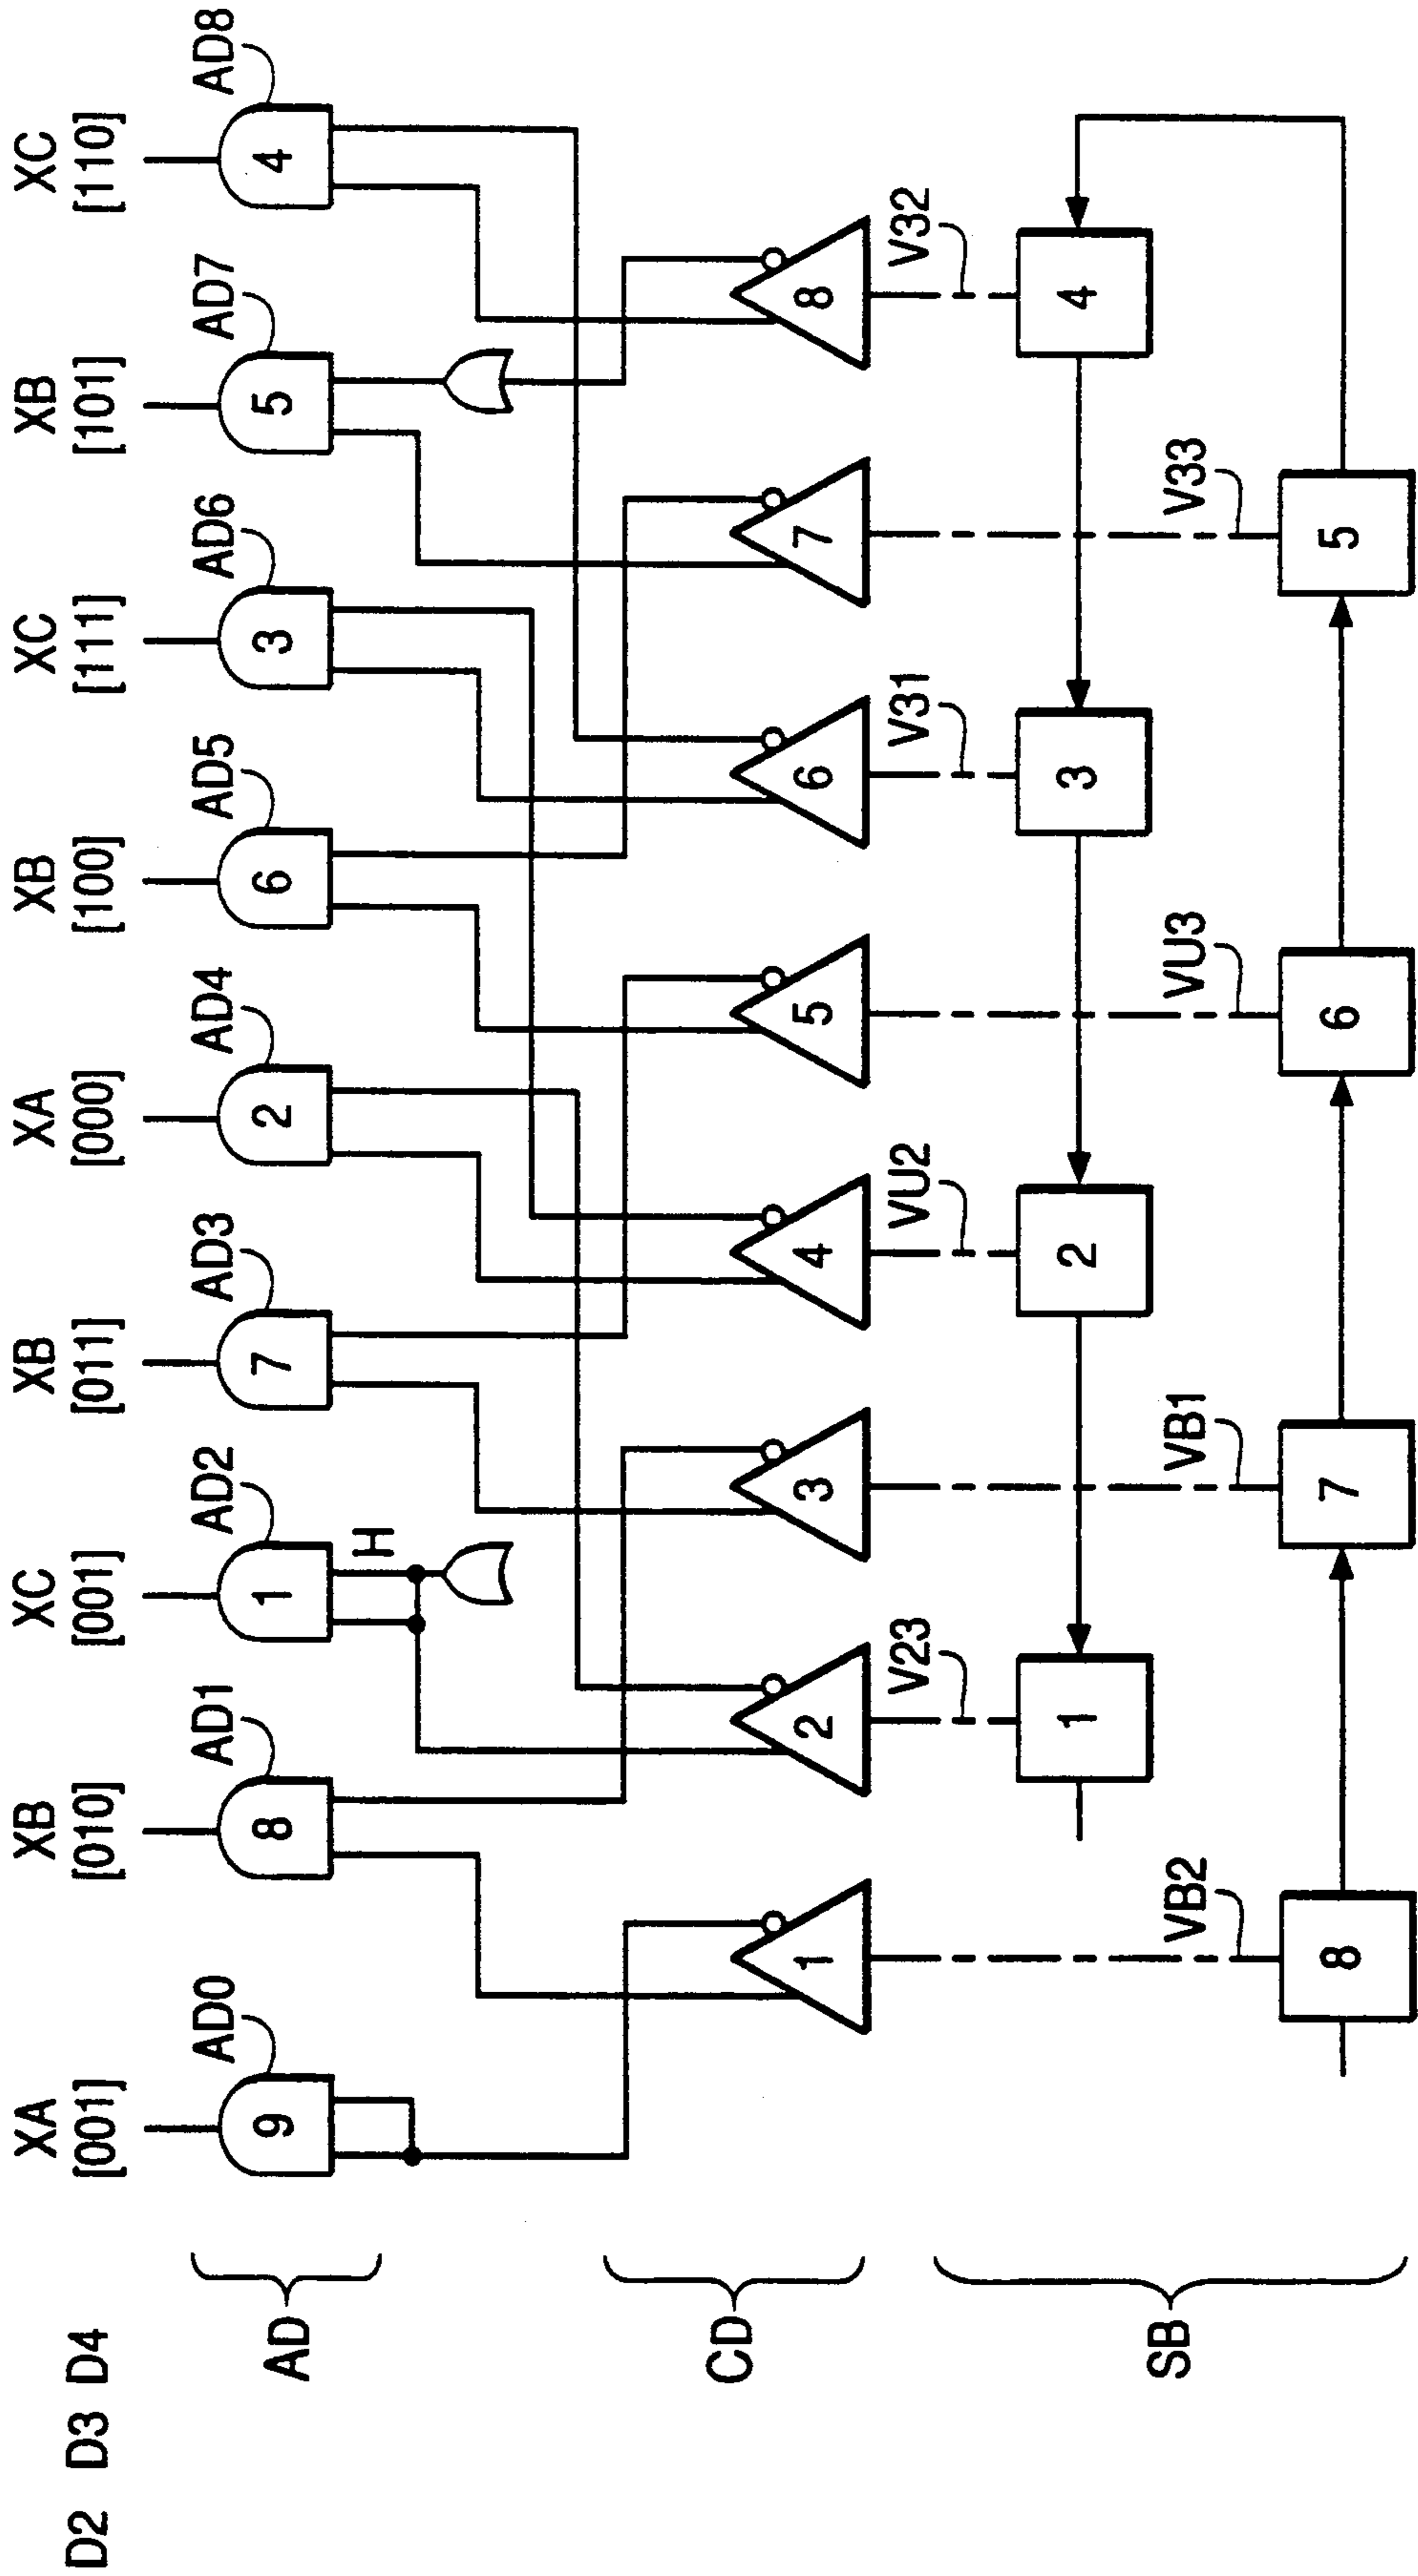 D2 D3 D4
XA XB XC XB XA XB XC XB XC
[001] [010] [001] [011] [000] [100] [111] [101] [110]
AD0 AD1 AD2 AD3 AD4 AD5 AD6 AD7 AD8
AD 9 8 1 7 2 6 3 5 4
H
CD 1 2 3 4 5 6 7 8
V23 VU2 V31 V32
1 2 3 4
SB
VB2 VB1 VU3 V33
8 7 6 5